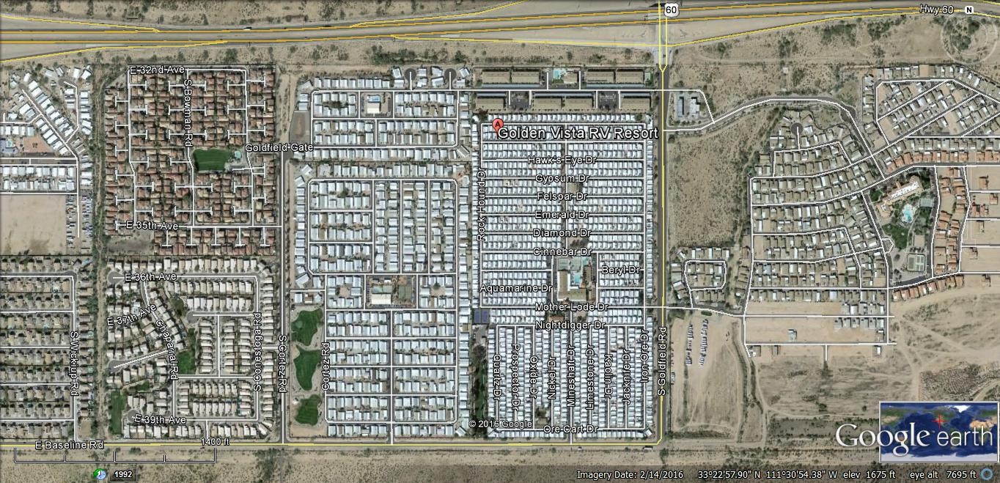 60
Hwy 60
N
E 32nd Ave
S Bowman Rd
A
Golden Vista RV Resort
Goldfield Gate
Hawk's Eye Dr
Rock Hound Dr
Gypsum Dr
Felspar Dr
Emerald Dr
E 35th Ave
Diamond Dr
Cinnebar Dr
Beryl Dr
E 36th Ave
Aquamarine Dr
Mother Lode Dr
E 37th Ave
Chaparral Rd
Nightdigger Dr
S Wickiup Rd
S Conestoga Rd
S Cortez Rd
Cortez Rd
Quartz Dr
Prospector Dr
Oxide Dr
Nickel Dr
Mineshaft Dr
Limestone Dr
Kaolin Dr
Jacknife Dr
Iron Ore Dr
S Goldfield Rd
E 39th Ave
© 2016 Google
Ore Cart Dr
E Baseline Rd
1400 ft
Google earth
1992
Imagery Date: 2/14/2016 33°22'57.90" N 111°30'54.38" W elev 1675 ft eye alt 7695 ft